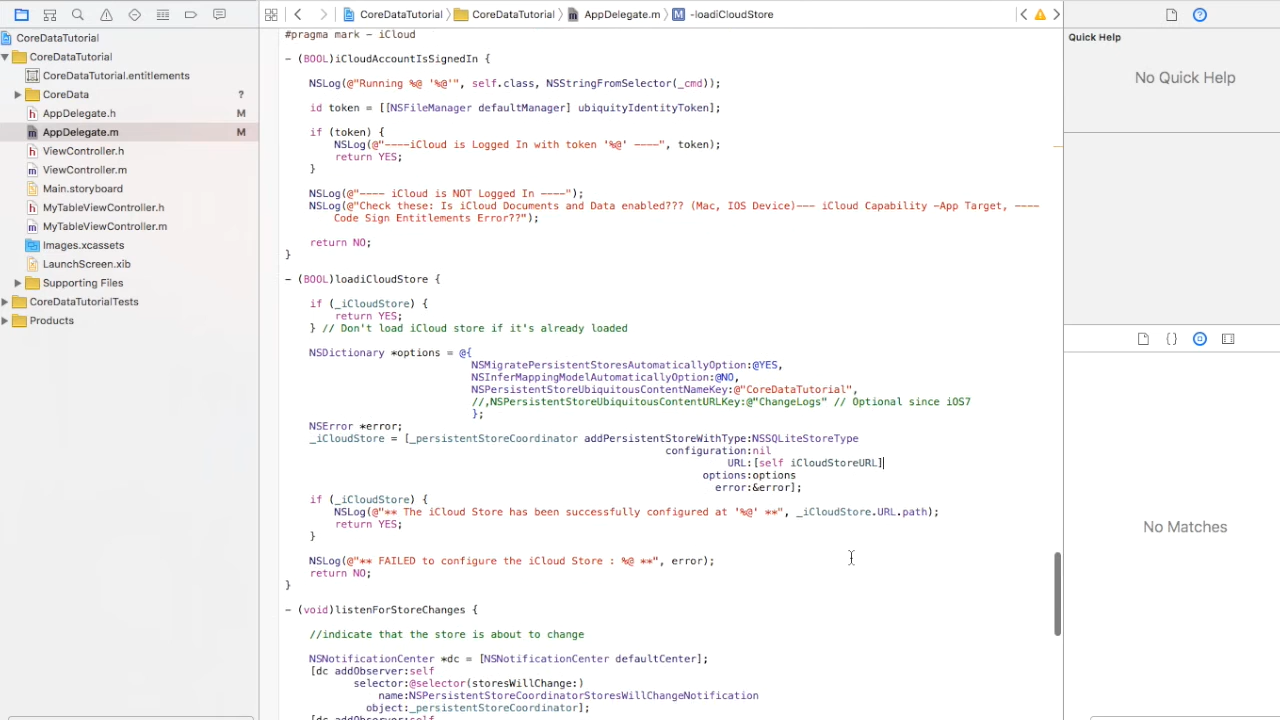 CoreDataTutorial
CoreDataTutorial
AppDelegate.m
M
-loadiCloudStore
CoreDataTutorial
CoreDataTutorial
CoreDataTutorial.entitlements
CoreData ?
AppDelegate.h M
AppDelegate.m M
ViewController.h
ViewController.m
Main.storyboard
MyTableViewController.h
MyTableViewController.m
Images.xcassets
LaunchScreen.xib
Supporting Files
CoreDataTutorialTests
Products
#pragma mark - iCloud
- (BOOL)iCloudAccountIsSignedIn {
NSLog(@"Running %@ '%@'", self.class, NSStringFromSelector(_cmd));
id token = [[NSFileManager defaultManager] ubiquityIdentityToken];
if (token) {
NSLog(@"----iCloud is Logged In with token '%@' ----", token);
return YES;
}
NSLog(@"---- iCloud is NOT Logged In ----");
NSLog(@"Check these: Is iCloud Documents and Data enabled??? (Mac, IOS Device)--- iCloud Capability -App Target, ----
Code Sign Entitlements Error??");
return NO;
}
- (BOOL)loadiCloudStore {
if (_iCloudStore) {
return YES;
} // Don't load iCloud store if it's already loaded
NSDictionary *options = @{
NSMigratePersistentStoresAutomaticallyOption:@YES,
NSInferMappingModelAutomaticallyOption:@NO,
NSPersistentStoreUbiquitousContentNameKey:@"CoreDataTutorial",
//,NSPersistentStoreUbiquitousContentURLKey:@"ChangeLogs" // Optional since iOS7
};
NSError *error;
_iCloudStore = [_persistentStoreCoordinator addPersistentStoreWithType:NSSQLiteStoreType
configuration:nil
URL:[self iCloudStoreURL]
options:options
error:&error];
if (_iCloudStore) {
NSLog(@"** The iCloud Store has been successfully configured at '%@' **", _iCloudStore.URL.path);
return YES;
}
NSLog(@"** FAILED to configure the iCloud Store : %@ **", error);
return NO;
}
- (void)listenForStoreChanges {
//indicate that the store is about to change
NSNotificationCenter *dc = [NSNotificationCenter defaultCenter];
[dc addObserver:self
selector:@selector(storesWillChange:)
name:NSPersistentStoreCoordinatorStoresWillChangeNotification
object:_persistentStoreCoordinator];
[dc addObserver:self
Quick Help
No Quick Help
No Matches